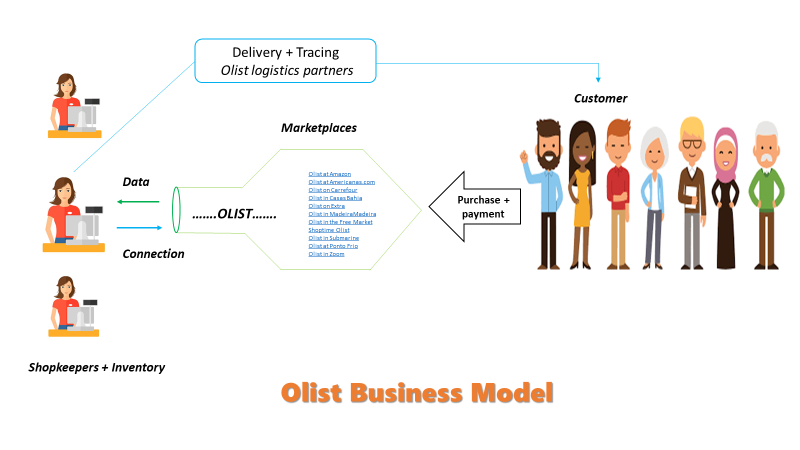 Delivery + Tracing
Olist logistics partners
Customer
Marketplaces
Data
Olist at Amazon
Olist at Americanas.com
Olist on Carrefour
Olist in Casas Bahia
Olist on Extra
Olist in MadeiraMadeira
Olist in the Free Market
Shoptime Olist
Olist in Submarine
Olist at Ponto Frio
Olist in Zoom
.......OLIST.......
Purchase +
payment
Connection
Shopkeepers + Inventory
Olist Business Model